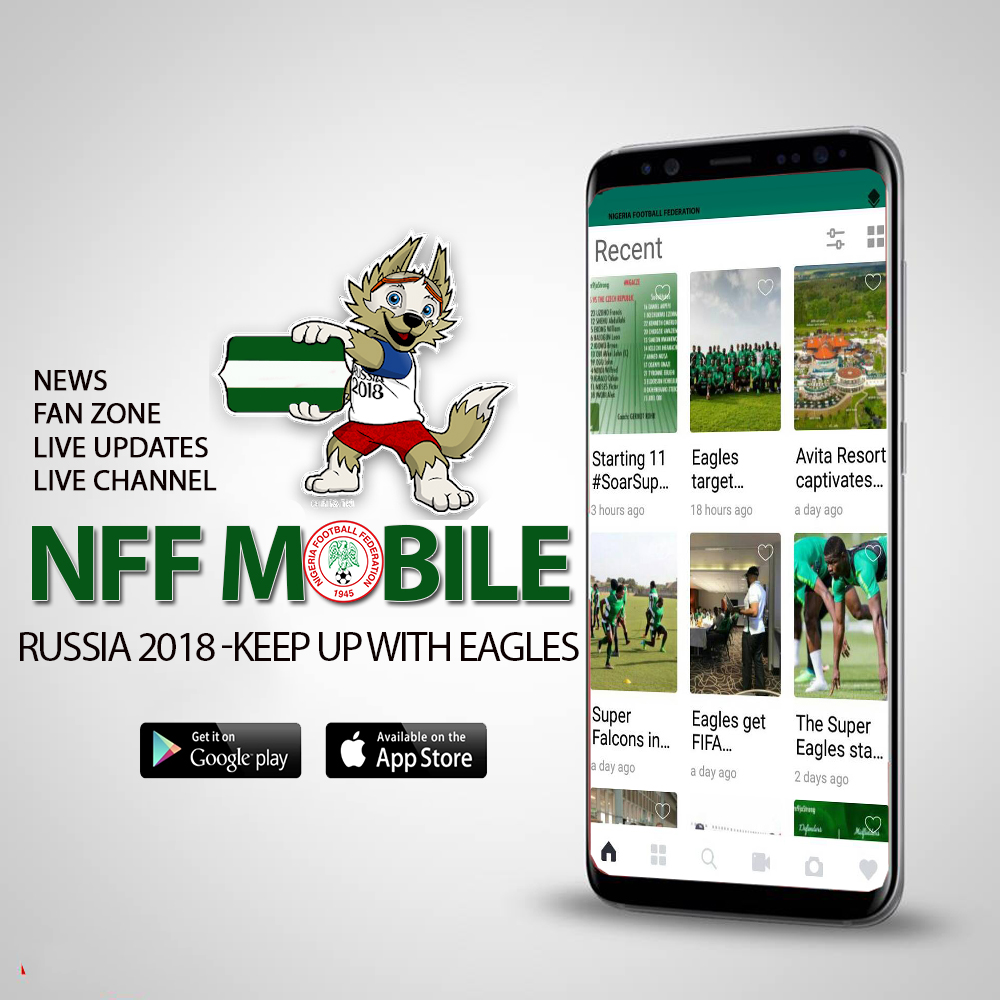 NEWS
FAN ZONE
LIVE UPDATES
LIVE CHANNEL
RUSSIA
2018
NFF MOBILE
NIGERIA FOOTBALL FEDERATION
1945
RUSSIA 2018 -KEEP UP WITH EAGLES
Get it on
Google play
Available on the
App Store
NIGERIA FOOTBALL FEDERATION
Recent
Starting 11
#SoarSup...
3 hours ago
Eagles
target...
18 hours ago
Avita Resort
captivates...
a day ago
Super
Falcons in...
a day ago
Eagles get
FIFA...
a day ago
The Super
Eagles sta...
2 days ago
Defenders